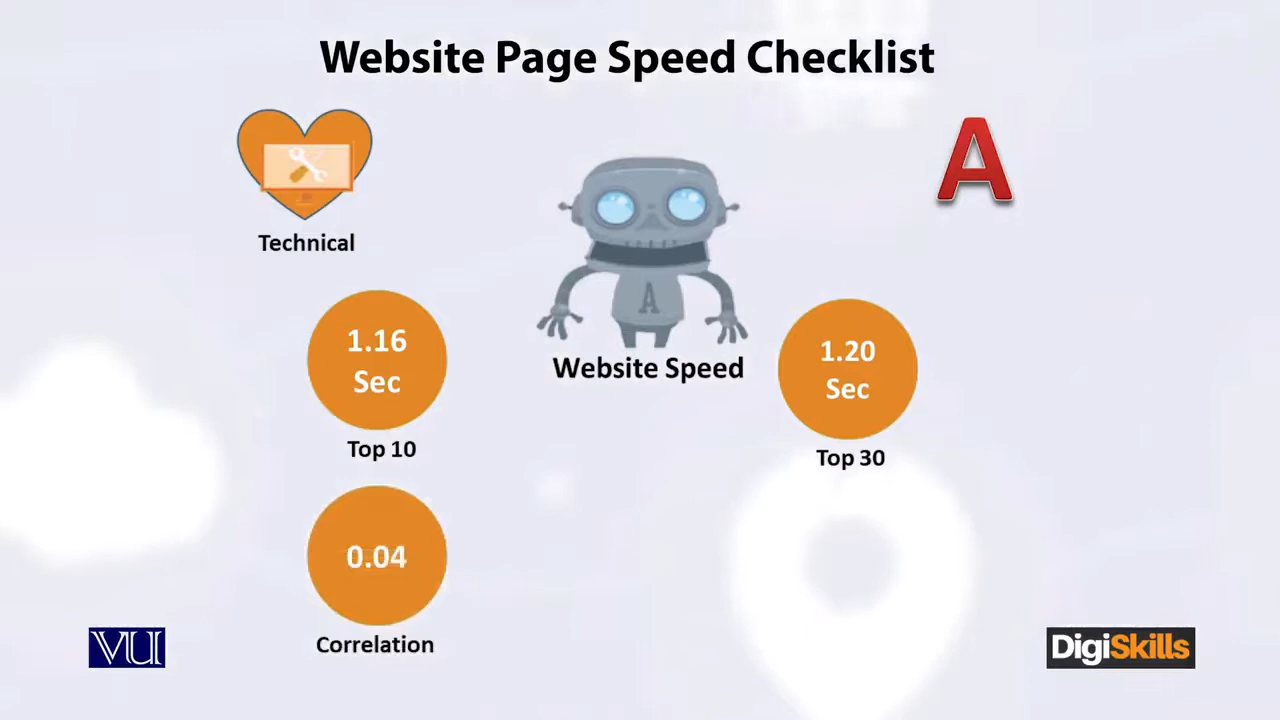 Website Page Speed Checklist
A
Technical
A
Website Speed
1.16
Sec
Top 10
1.20
Sec
Top 30
0.04
Correlation
VU
DigiSkills